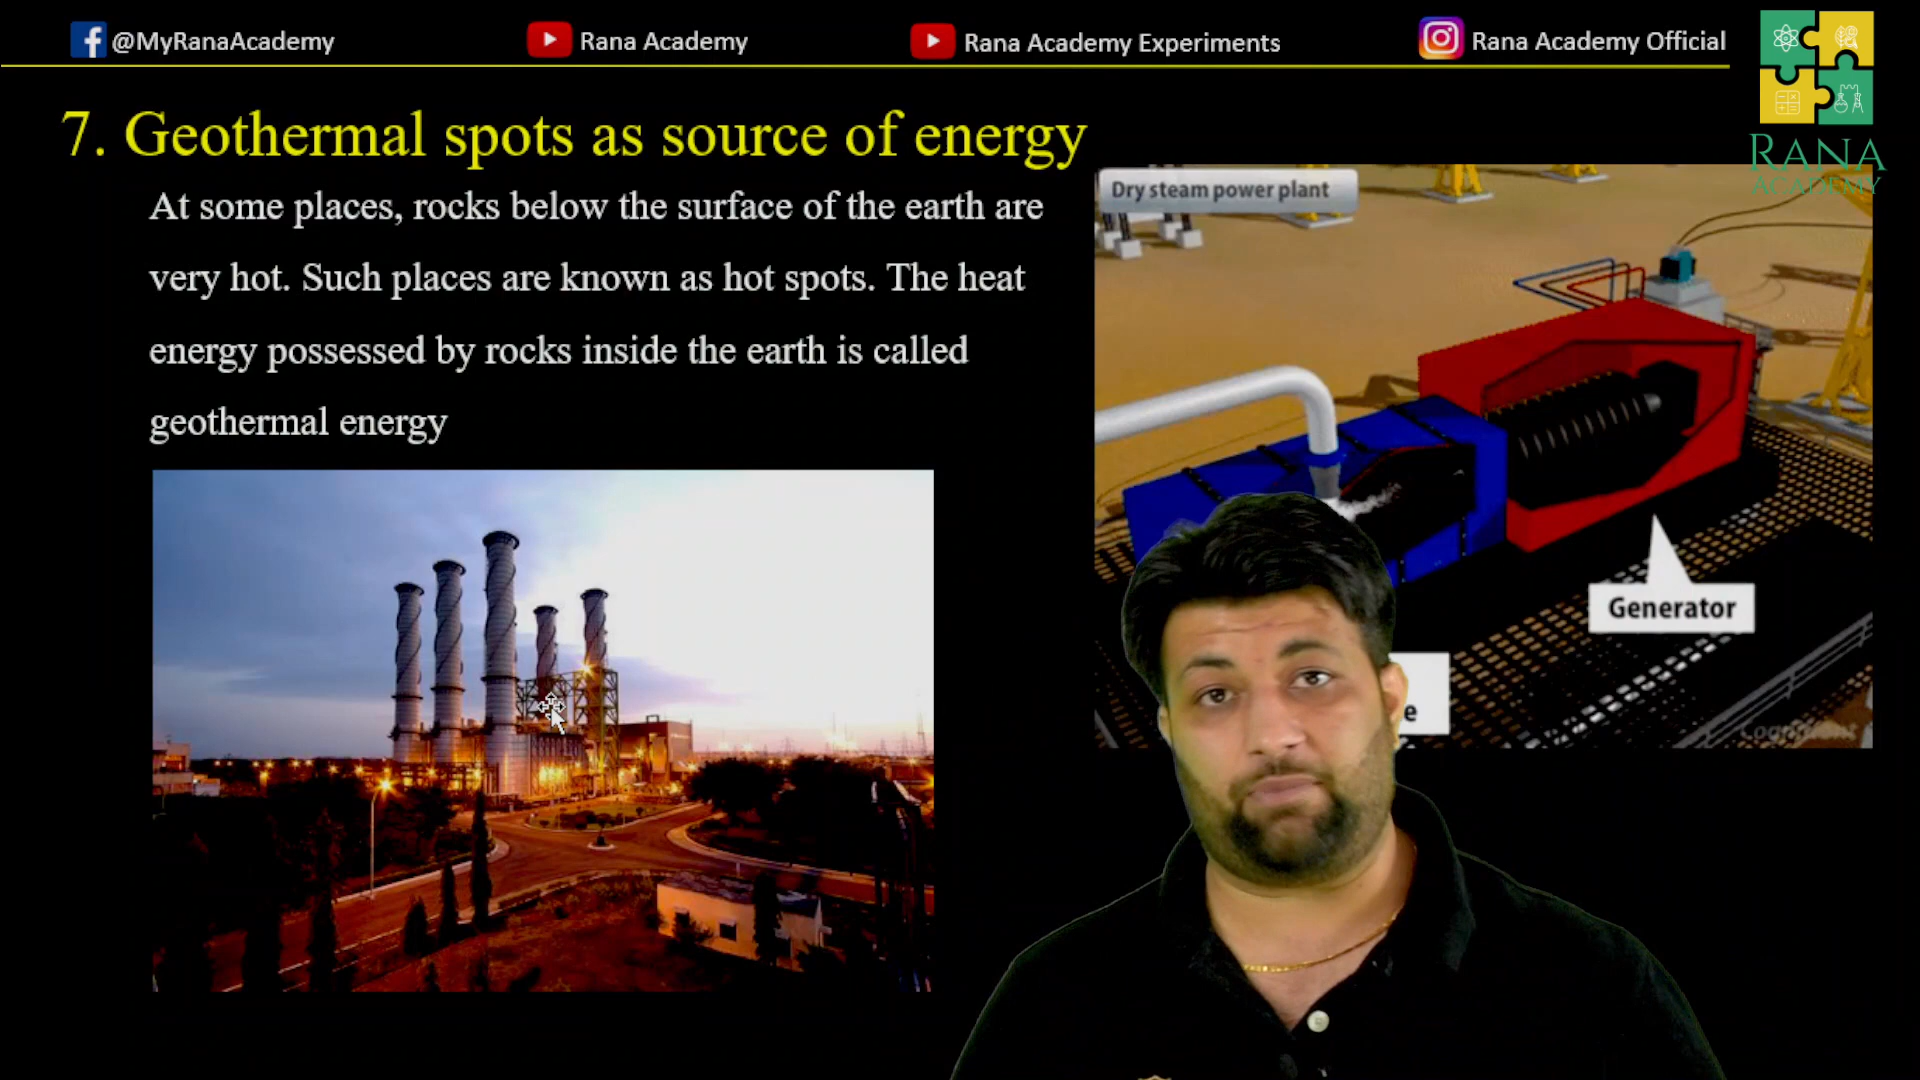 @MyRanaAcademy
Rana Academy
Rana Academy Experiments
Rana Academy Official
RANA
ACADEMY
7. Geothermal spots as source of energy
At some places, rocks below the surface of the earth are
very hot. Such places are known as hot spots. The heat
energy possessed by rocks inside the earth is called
geothermal energy
Dry steam power plant
Generator
e